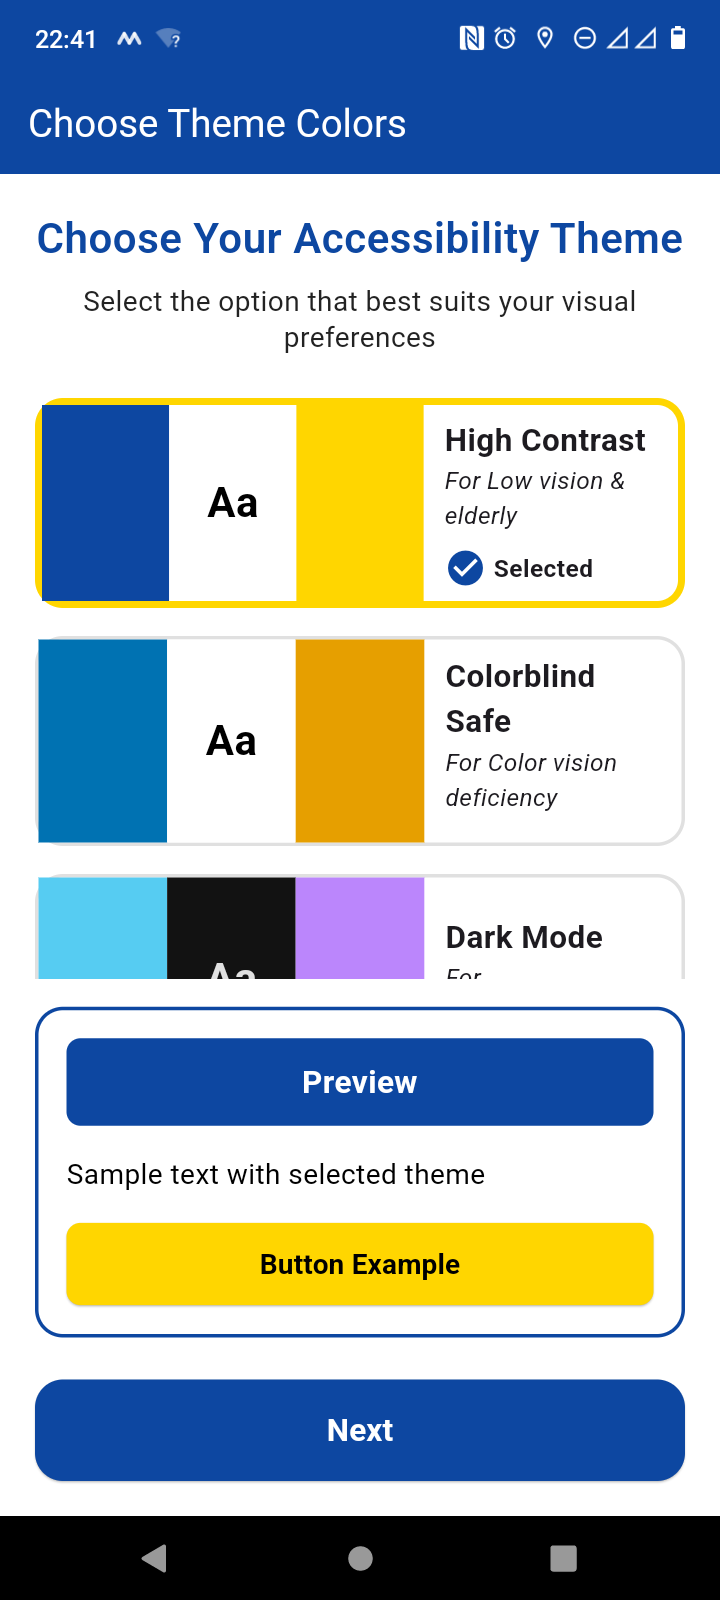 22:41
Choose Theme Colors
Choose Your Accessibility Theme
Select the option that best suits your visual
preferences
Aa
High Contrast
For Low vision &
elderly
Selected
Aa
Colorblind
Safe
For Color vision
deficiency
Aa
Dark Mode
For
Preview
Sample text with selected theme
Button Example
Next